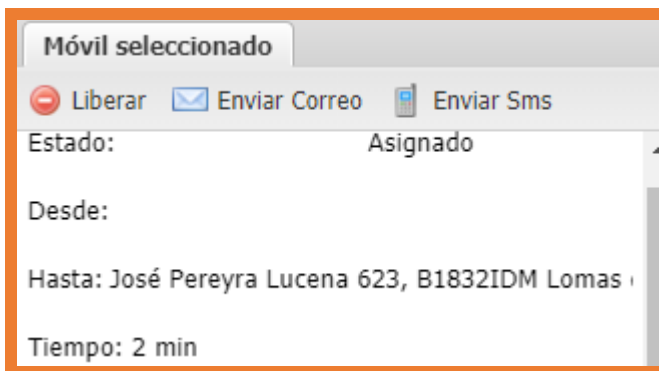 Móvil seleccionado
Liberar Enviar Correo Enviar Sms
Estado: Asignado
Desde:
Hasta: José Pereyra Lucena 623, B1832IDM Lomas
Tiempo: 2 min